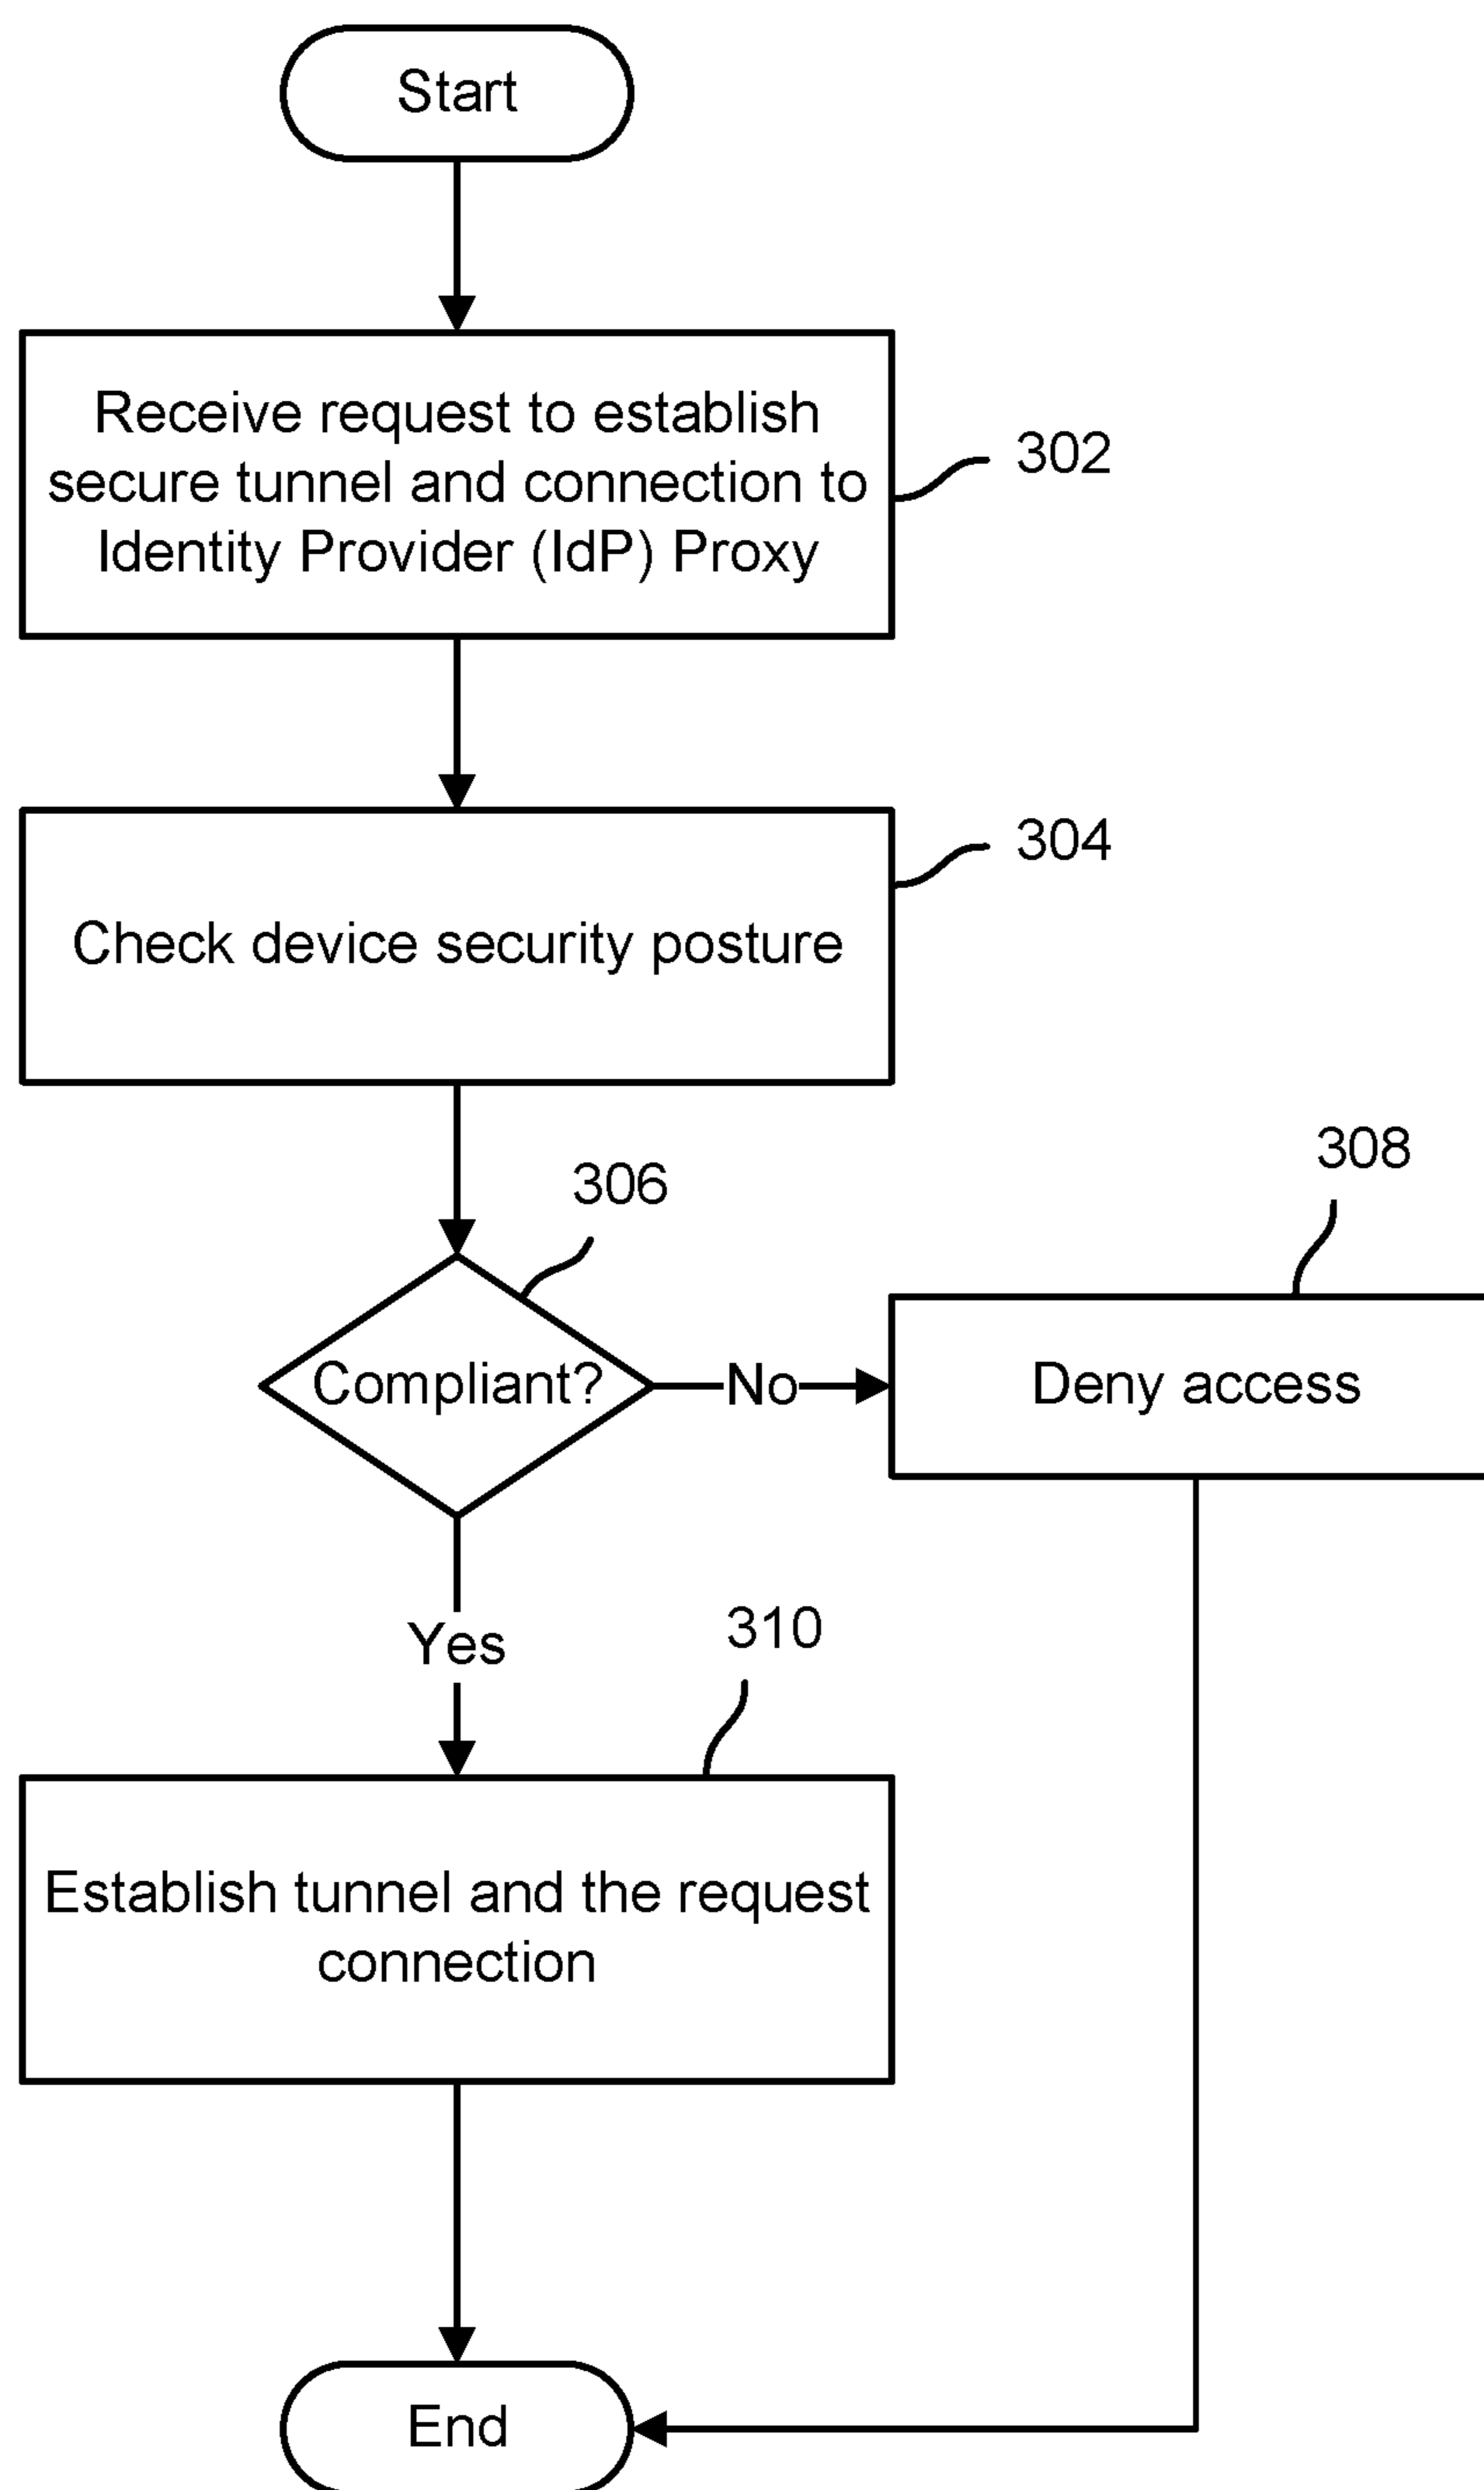 Start
Receive request to establish
secure tunnel and connection to
Identity Provider (IdP) Proxy
302
304
Check device security posture
306
308
Compliant?
No
Deny access
Yes
310
Establish tunnel and the request
connection
End